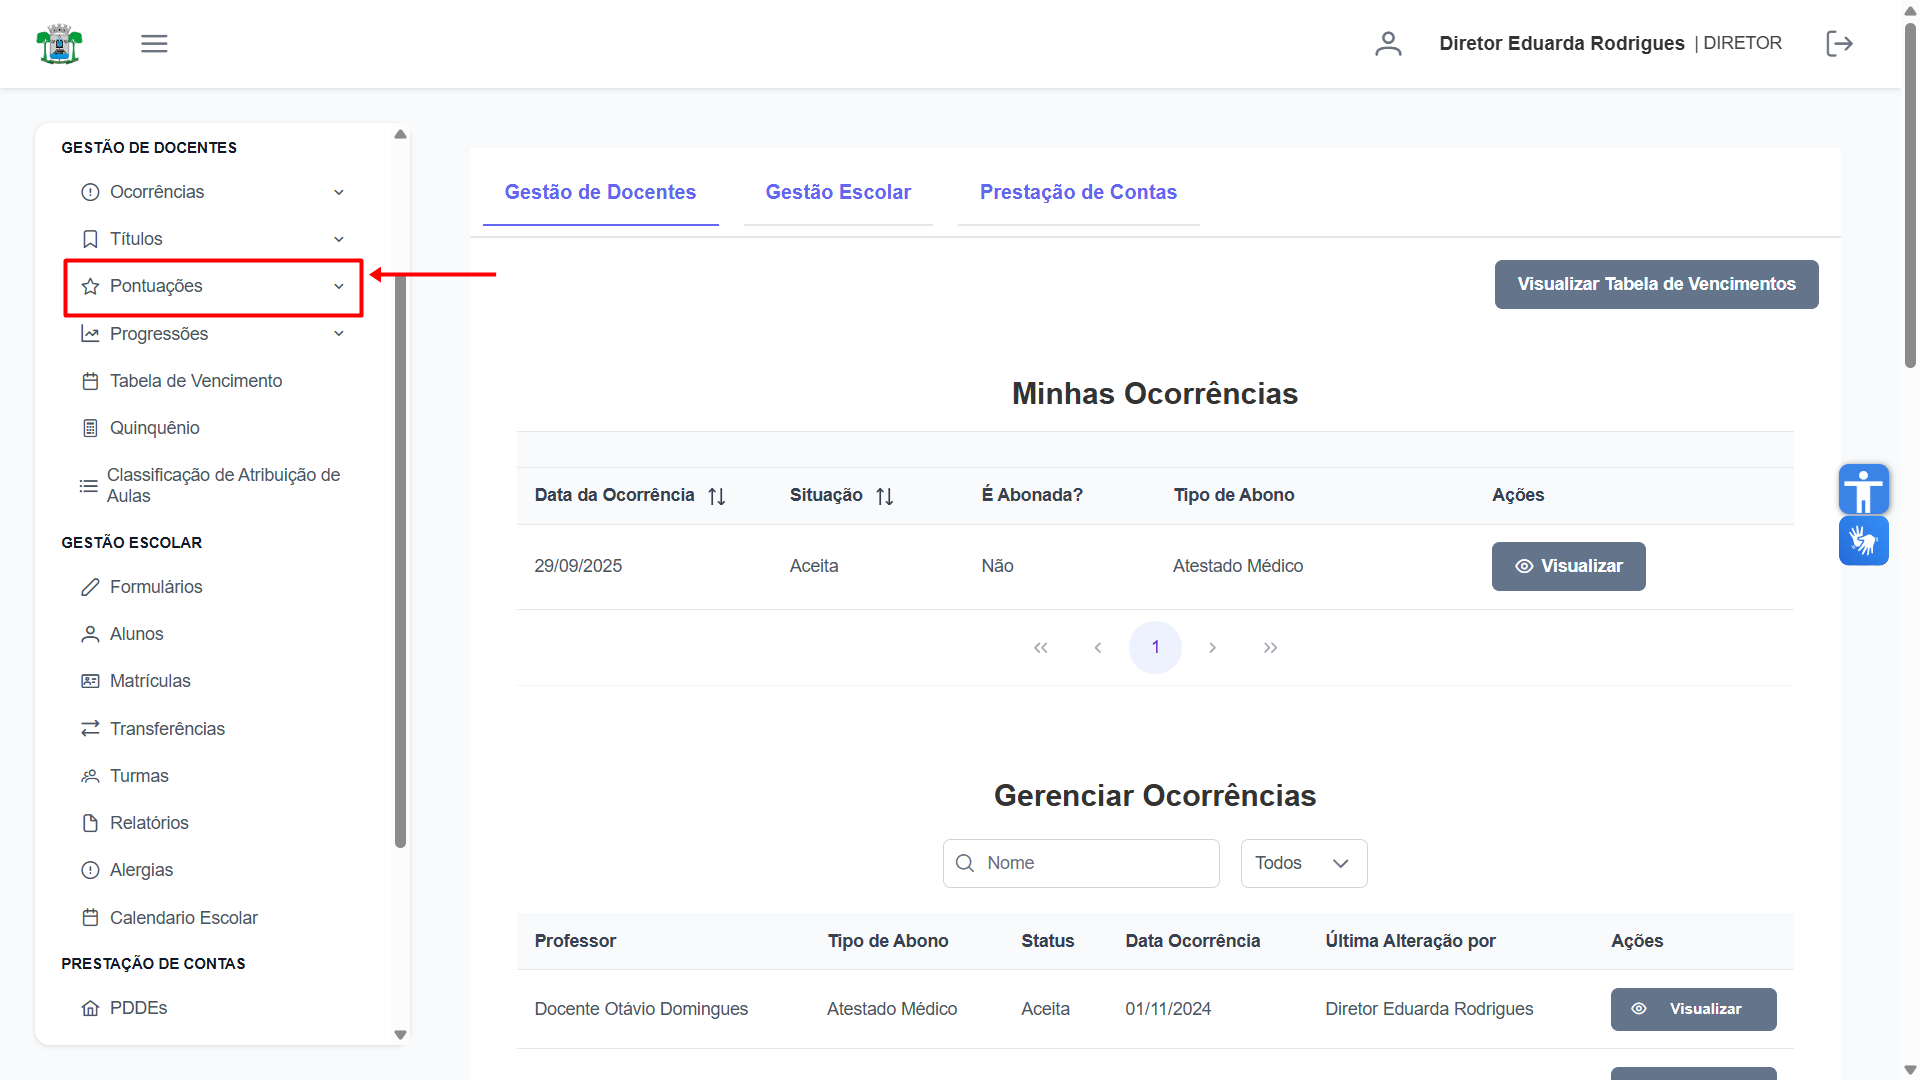 Diretor Eduarda Rodrigues | DIRETOR
GESTÃO DE DOCENTES
Ocorrências
Títulos
Pontuações
Progressões
Tabela de Vencimento
Quinquênio
Classificação de Atribuição de
Aulas
GESTÃO ESCOLAR
Formulários
Alunos
Matrículas
Transferências
Turmas
Relatórios
Alergias
Calendario Escolar
PRESTAÇÃO DE CONTAS
PDDEs
Gestão de Docentes Gestão Escolar Prestação de Contas
Visualizar Tabela de Vencimentos
Minhas Ocorrências
Data da Ocorrência Situação É Abonada? Tipo de Abono Ações
29/09/2025 Aceita Não Atestado Médico Visualizar
1
Gerenciar Ocorrências
Nome Todos
Professor Tipo de Abono Status Data Ocorrência Última Alteração por Ações
Docente Otávio Domingues Atestado Médico Aceita 01/11/2024 Diretor Eduarda Rodrigues Visualizar